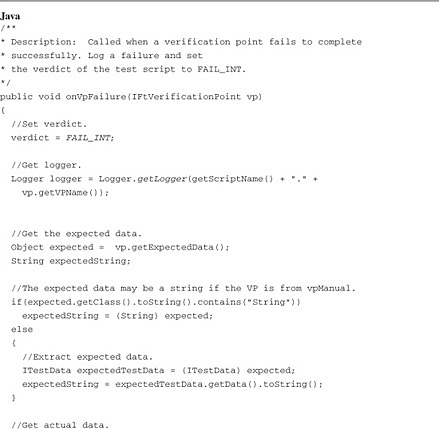 Java
/**
* Description:  Called when a verification point fails to complete
* successfully. Log a failure and set
* the verdict of the test script to FAIL_INT.
*/
public void onVpFailure(IFtVerificationPoint vp)
{
  //Set verdict.
  verdict = FAIL_INT;

  //Get logger.
  Logger logger = Logger.getLogger(getScriptName() + "." +
    vp.getVPName());

  //Get the expected data.
  Object expected =  vp.getExpectedData();
  String expectedString;

  //The expected data may be a string if the VP is from vpManual.
  if(expected.getClass().toString().contains("String"))
    expectedString = (String) expected;
  else
  {
    //Extract expected data.
    ITestData expectedTestData = (ITestData) expected;
    expectedString = expectedTestData.getData().toString();
  }

  //Get actual data.